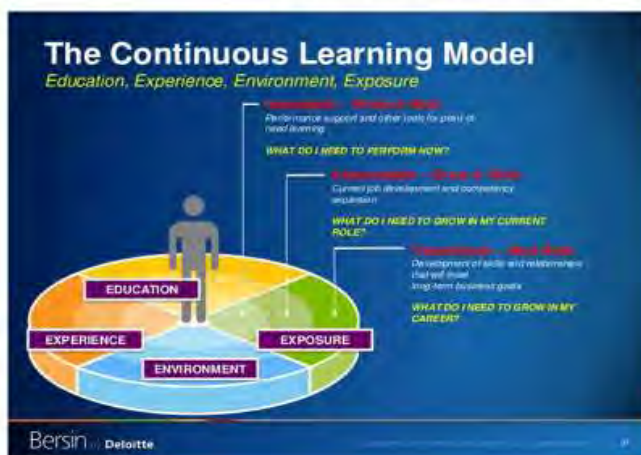 The Continuous Learning Model
Education, Experience, Environment, Exposure
Performance support and other tools for point of
need learning
WHAT DO I NEED TO PERFORM NOW?
Current job development and competency
expansion
WHAT DO I NEED TO GROW IN MY CURRENT
ROLE?
Development of skills and relationships
that will meet
long-term business goals
WHAT DO I NEED TO GROW IN MY
CAREER?
EDUCATION
EXPERIENCE
EXPOSURE
ENVIRONMENT
Bersin
Deloitte